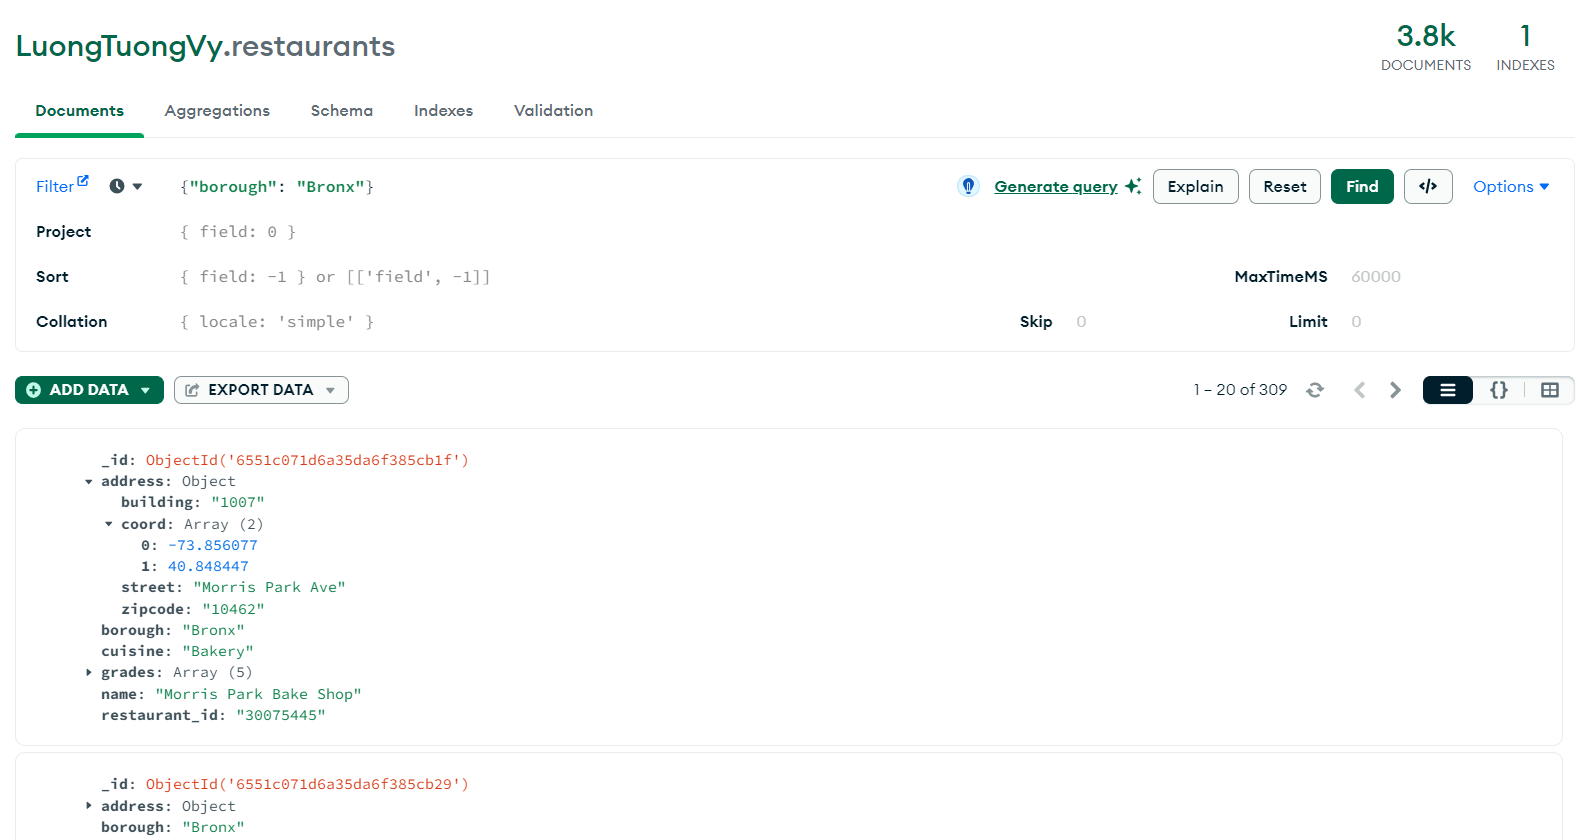 LuongTuongVy.restaurants
3.8k
DOCUMENTS
1
INDEXES
Documents Aggregations Schema Indexes Validation
Filter {"borough": "Bronx"} Generate query Explain Reset Find </> Options
Project { field: 0 }
Sort { field: -1 } or [['field', -1]] MaxTimeMS 60000
Collation { locale: 'simple' } Skip 0 Limit 0
ADD DATA EXPORT DATA 1 – 20 of 309 {}
_id: ObjectId('6551c071d6a35da6f385cb1f')
address: Object
building: "1007"
coord: Array (2)
0: -73.856077
1: 40.848447
street: "Morris Park Ave"
zipcode: "10462"
borough: "Bronx"
cuisine: "Bakery"
grades: Array (5)
name: "Morris Park Bake Shop"
restaurant_id: "30075445"
_id: ObjectId('6551c071d6a35da6f385cb29')
address: Object
borough: "Bronx"